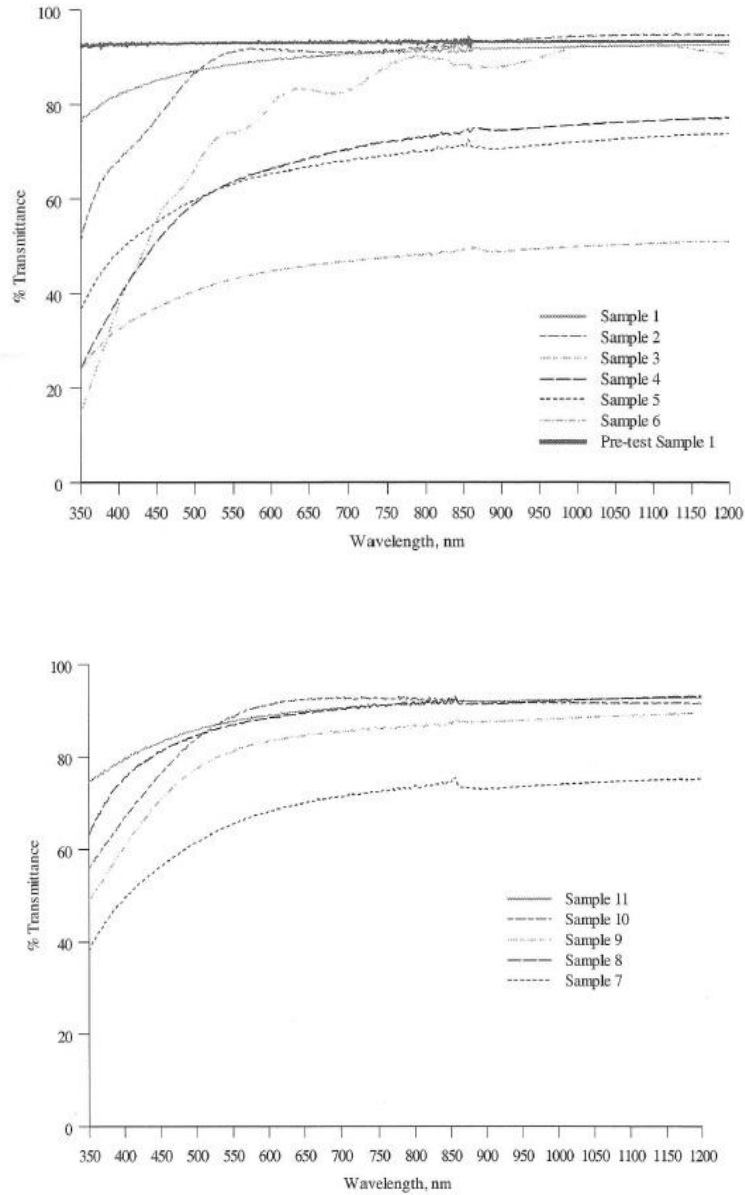 100
80
60
40
20
0
% Transmittance
350 400 450 500 550 600 650 700 750 800 850 900 950 1000 1050 1100 1150 1200
Wavelength, nm
Sample 1
Sample 2
Sample 3
Sample 4
Sample 5
Sample 6
Pre-test Sample 1
100
80
60
40
20
0
% Transmittance
350 400 450 500 550 600 650 700 750 800 850 900 950 1000 1050 1100 1150 1200
Wavelength, nm
Sample 11
Sample 10
Sample 9
Sample 8
Sample 7